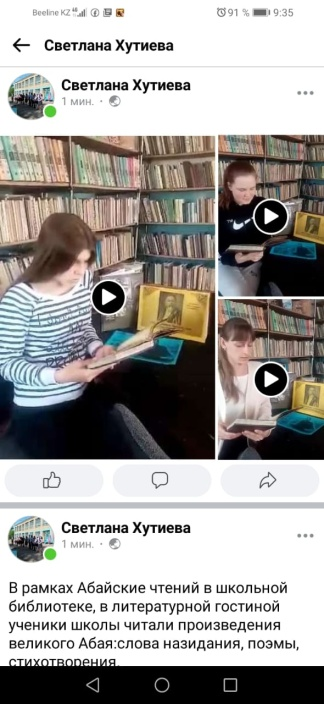 Beeline KZ 91 % 9:35
Светлана Хутиева
Светлана Хутиева
1 мин.
Светлана Хутиева
1 мин.
В рамках Абайские чтений в школьной
библиотеке, в литературной гостиной
ученики школы читали произведения
великого Абая:слова назидания, поэмы,
стихотворения.